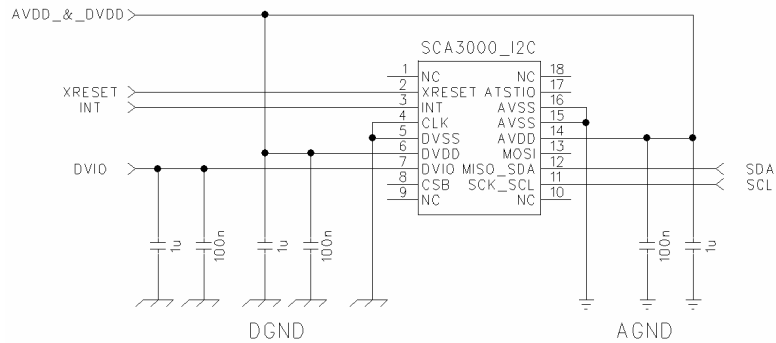 AVDD_&_DVDD
SCA3000_I2C
1 NC NC 18
XRESET 2 XRESET ATSTIO 17
INT 3 INT AVSS 16
4 CLK AVSS 15
5 DVSS AVDD 14
6 DVDD MOSI 13
DVIO 7 DVIO MISO_SDA 12 SDA
8 CSB SCK_SCL 11 SCL
9 NC NC 10
1u 100n 1u 100n 100n 1u
DGND AGND